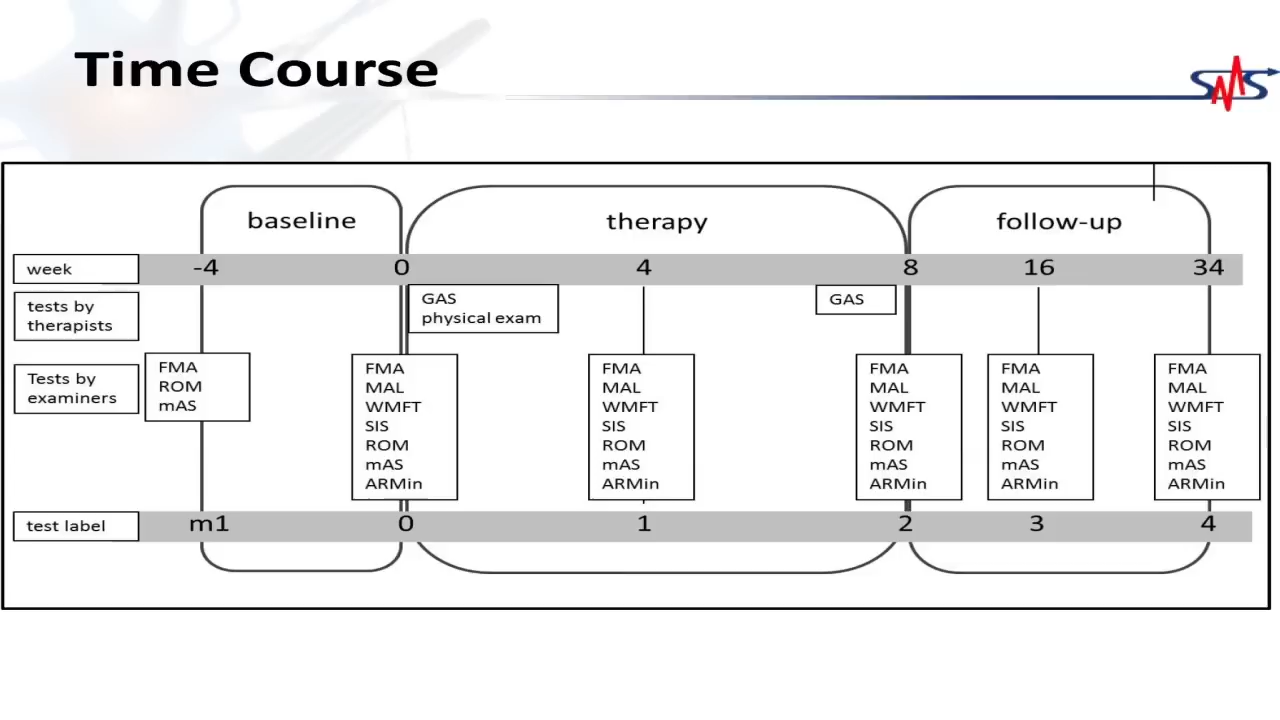 Time Course
SMS
baseline
therapy
follow-up
week
-4
0
4
8
16
34
tests by
therapists
GAS
physical exam
GAS
Tests by
examiners
FMA
ROM
mAS
FMA
MAL
WMFT
SIS
ROM
mAS
ARMin
FMA
MAL
WMFT
SIS
ROM
mAS
ARMin
FMA
MAL
WMFT
SIS
ROM
mAS
ARMin
FMA
MAL
WMFT
SIS
ROM
mAS
ARMin
FMA
MAL
WMFT
SIS
ROM
mAS
ARMin
test label
m1
0
1
2
3
4